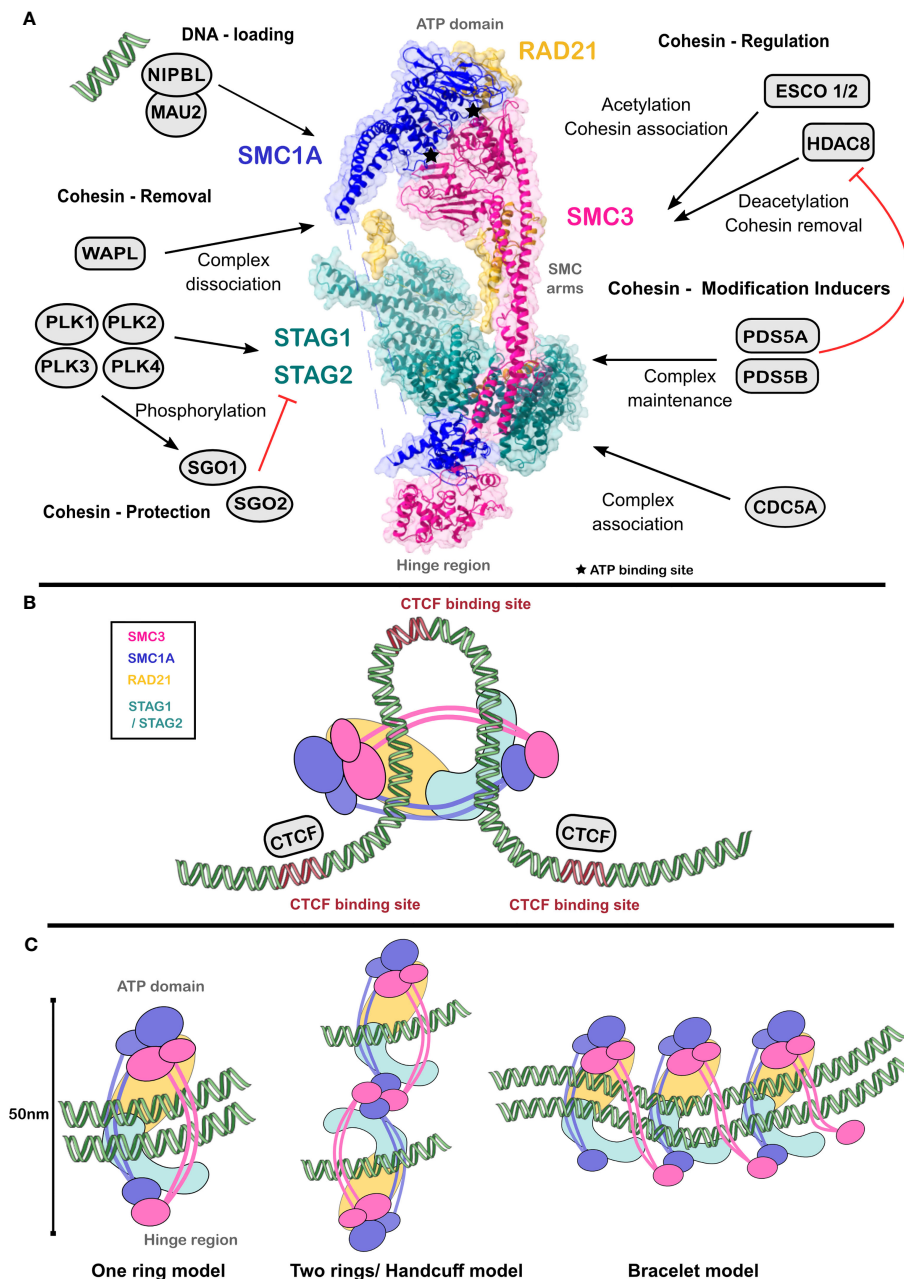 A
DNA - loading
NIPBL
MAU2
ATP domain
RAD21
SMC1A
Cohesin - Regulation
ESCO 1/2
Acetylation
Cohesin association
HDAC8
Deacetylation
Cohesin removal
SMC3
SMC
arms
Cohesin - Removal
WAPL
Complex
dissociation
PLK1
PLK2
PLK3
PLK4
STAG1
STAG2
Phosphorylation
SGO1
SGO2
Cohesin - Protection
Cohesin - Modification Inducers
PDS5A
PDS5B
Complex
maintenance
Complex
association
CDC5A
Hinge region
★ ATP binding site
B
SMC3
SMC1A
RAD21
STAG1
/ STAG2
CTCF binding site
CTCF
CTCF
CTCF binding site
CTCF binding site
C
ATP domain
50nm
Hinge region
One ring model
Two rings/ Handcuff model
Bracelet model